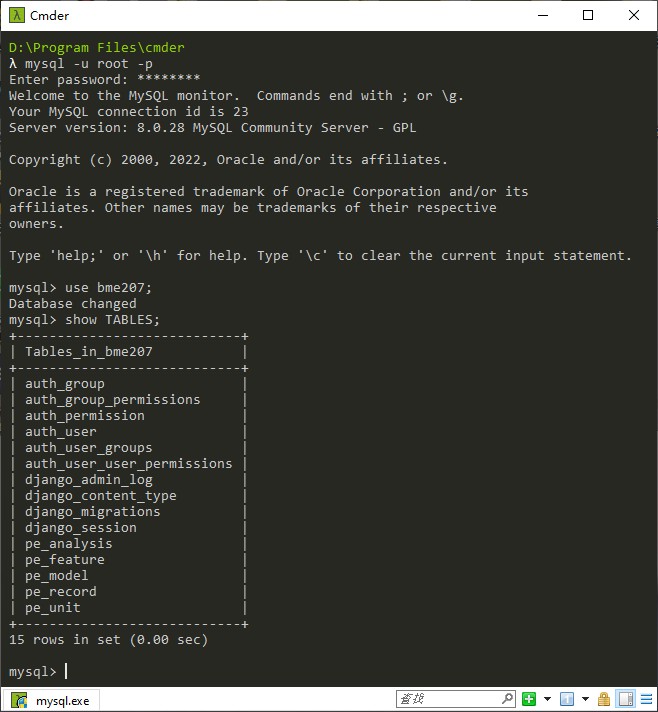 Cmder
D:\Program Files\cmder
λ mysql -u root -p
Enter password: ********
Welcome to the MySQL monitor.  Commands end with ; or \g.
Your MySQL connection id is 23
Server version: 8.0.28 MySQL Community Server - GPL
Copyright (c) 2000, 2022, Oracle and/or its affiliates.
Oracle is a registered trademark of Oracle Corporation and/or its
affiliates. Other names may be trademarks of their respective
owners.
Type 'help;' or '\h' for help. Type '\c' to clear the current input statement.
mysql> use bme207;
Database changed
mysql> show TABLES;
+----------------------------+
| Tables_in_bme207           |
+----------------------------+
| auth_group                 |
| auth_group_permissions     |
| auth_permission            |
| auth_user                  |
| auth_user_groups           |
| auth_user_user_permissions |
| django_admin_log           |
| django_content_type        |
| django_migrations          |
| django_session             |
| pe_analysis                |
| pe_feature                 |
| pe_model                   |
| pe_record                  |
| pe_unit                    |
+----------------------------+
15 rows in set (0.00 sec)
mysql>
mysql.exe
查找